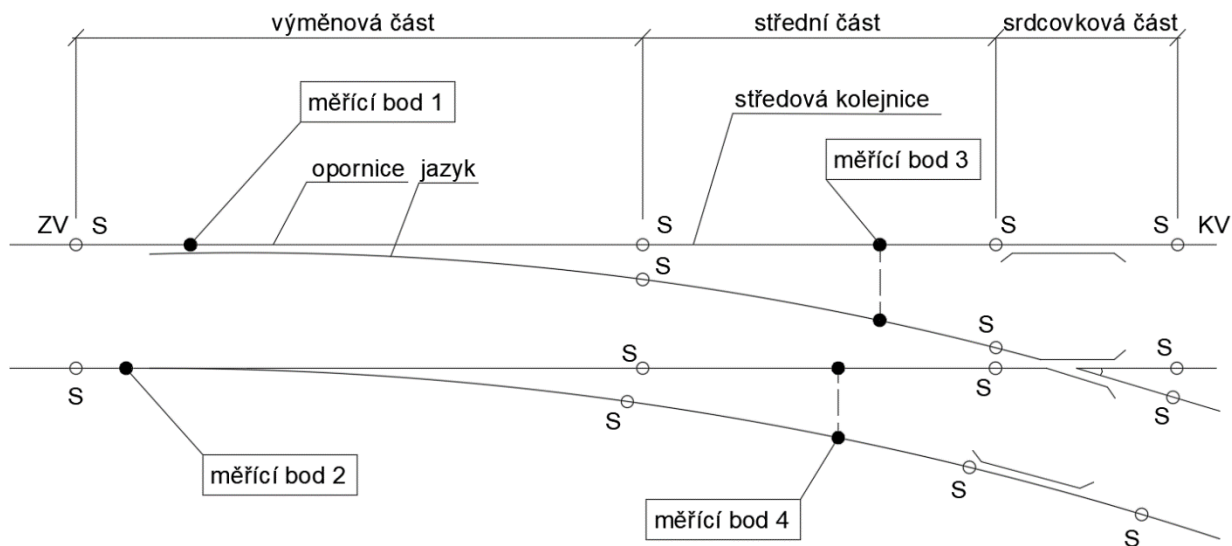 výměnová část
střední část
srdcovková část
měřící bod 1
středová kolejnice
měřící bod 3
opornice
jazyk
ZV
S
S
S
S
KV
S
S
S
S
S
S
S
S
S
měřící bod 2
měřící bod 4
S
S